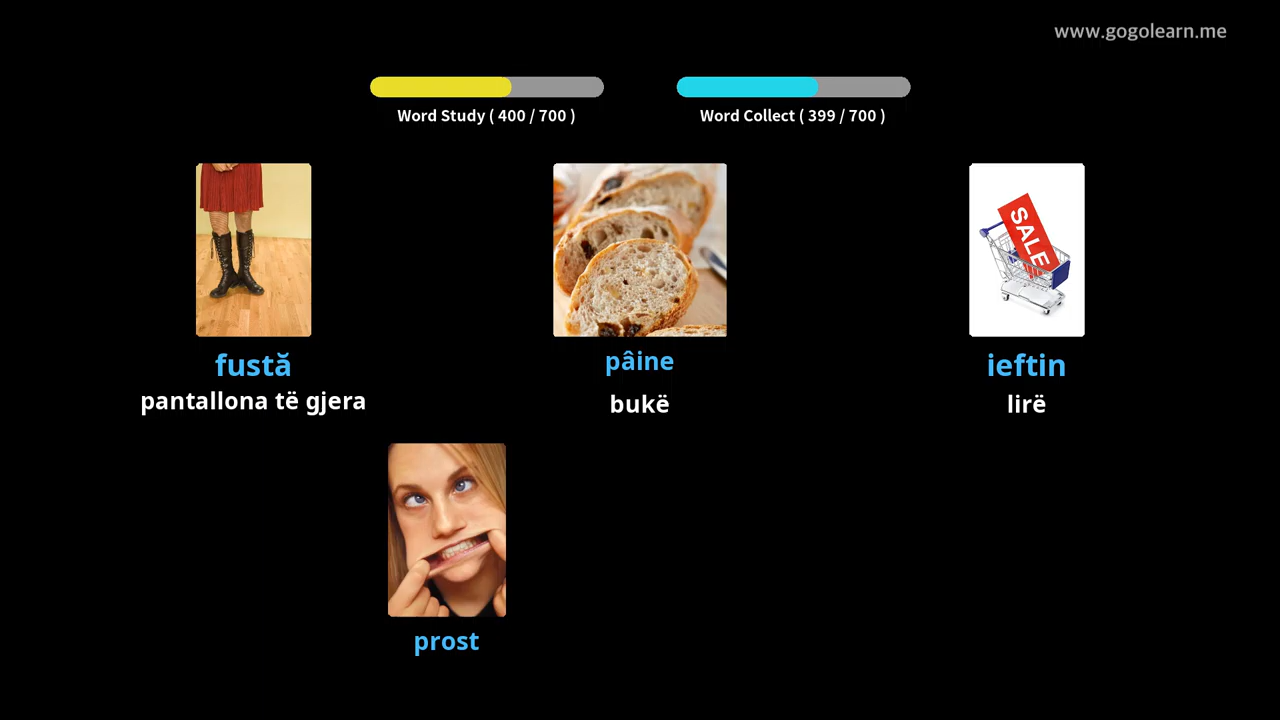 www.gogolearn.me
Word Study ( 400 / 700 )
Word Collect ( 399 / 700 )
SALE
fustă
pâine
ieftin
pantallona të gjera
bukë
lirë
prost